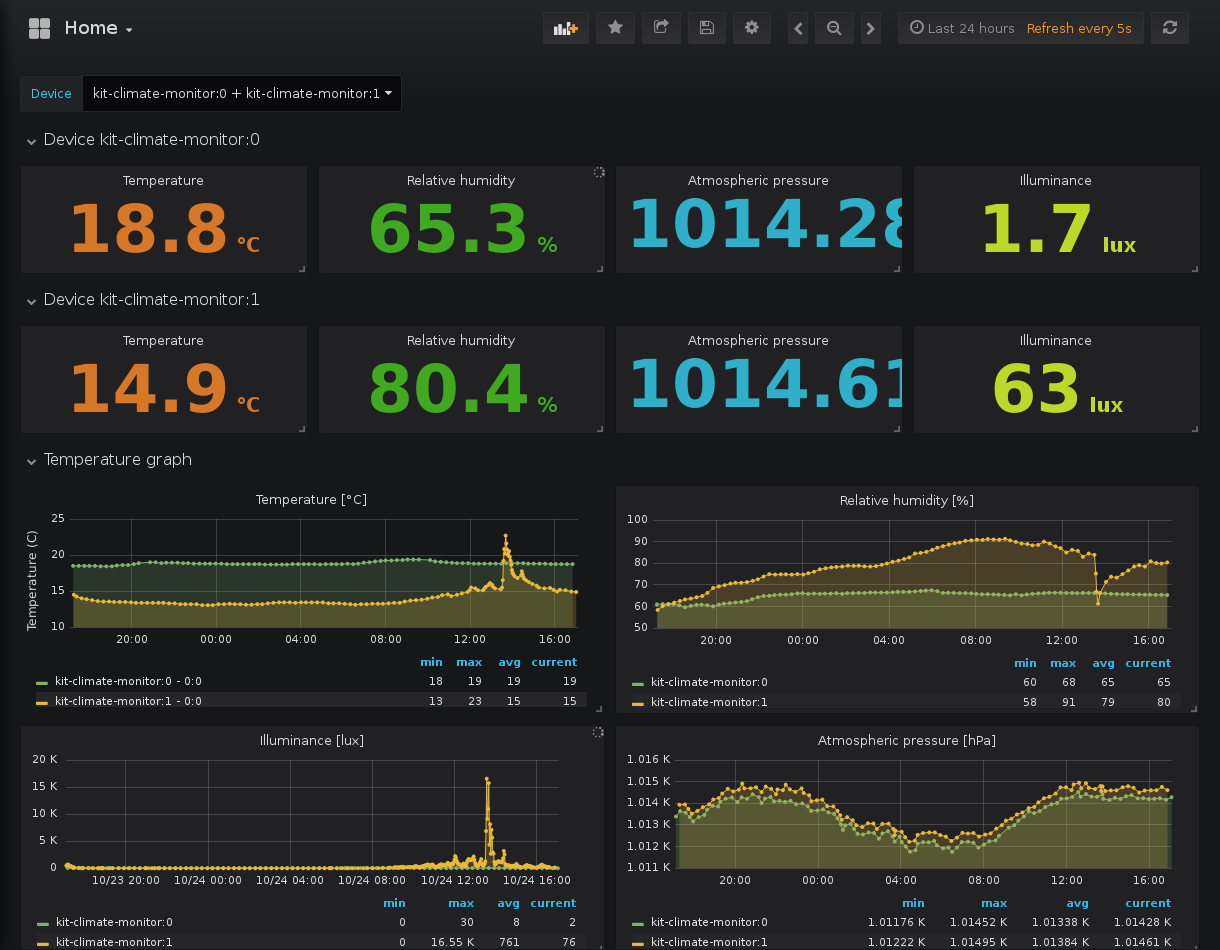 Home
Last 24 hours Refresh every 5s
Device kit-climate-monitor:0 + kit-climate-monitor:1
Device kit-climate-monitor:0
Temperature Relative humidity Atmospheric pressure Illuminance
18.8 °C 65.3 % 1014.28 1.7 lux
Device kit-climate-monitor:1
Temperature Relative humidity Atmospheric pressure Illuminance
14.9 °C 80.4 % 1014.61 63 lux
Temperature graph
Temperature [°C]
Temperature (C)
25
20
15
10
20:00 00:00 04:00 08:00 12:00 16:00
min max avg current
kit-climate-monitor:0 - 0:0 18 19 19 19
kit-climate-monitor:1 - 0:0 13 23 15 15
Relative humidity [%]
100
90
80
70
60
50
20:00 00:00 04:00 08:00 12:00 16:00
min max avg current
kit-climate-monitor:0 60 68 65 65
kit-climate-monitor:1 58 91 79 80
Illuminance [lux]
20 K
15 K
10 K
5 K
0
10/23 20:00 10/24 00:00 10/24 04:00 10/24 08:00 10/24 12:00 10/24 16:00
min max avg current
kit-climate-monitor:0 0 30 8 2
kit-climate-monitor:1 0 16.55 K 761 76
Atmospheric pressure [hPa]
1.016 K
1.015 K
1.014 K
1.013 K
1.012 K
1.011 K
20:00 00:00 04:00 08:00 12:00 16:00
min max avg current
kit-climate-monitor:0 1.01176 K 1.01452 K 1.01338 K 1.01428 K
kit-climate-monitor:1 1.01222 K 1.01495 K 1.01384 K 1.01461 K